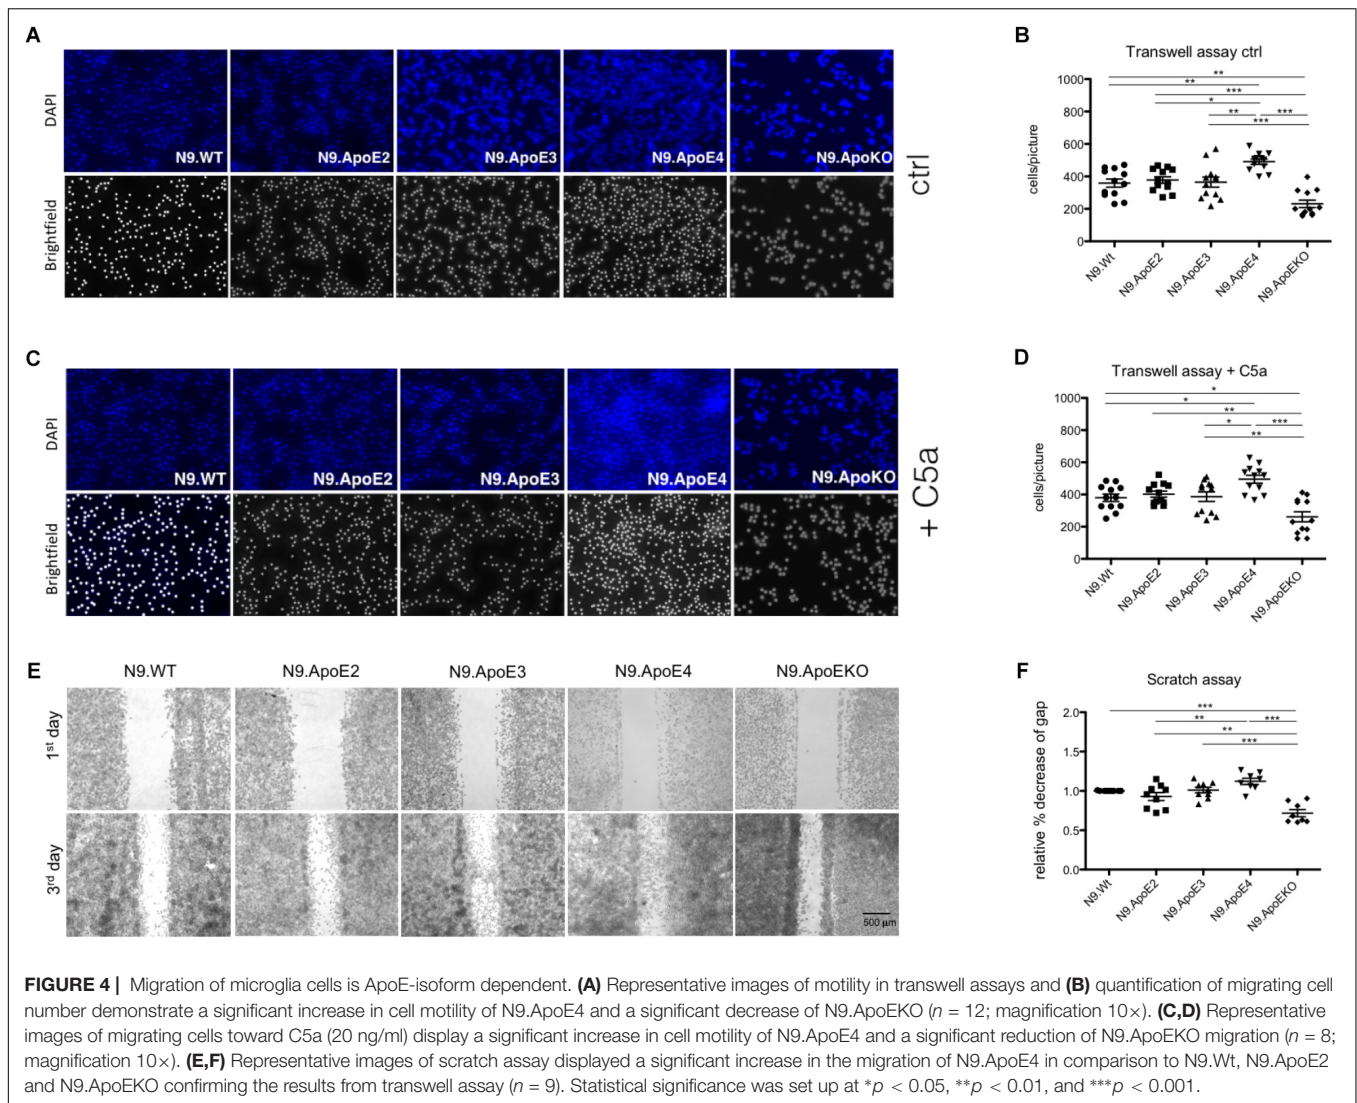 A
DAPI
N9.WT
N9.ApoE2
N9.ApoE3
N9.ApoE4
N9.ApoKO
Brightfield
ctrl
B
Transwell assay ctrl
cells/picture
1000
800
600
400
200
0
**
**
***
*
** ***
***
N9.Wt
N9.ApoE2
N9.ApoE3
N9.ApoE4
N9.ApoEKO
C
DAPI
N9.WT
N9.ApoE2
N9.ApoE3
N9.ApoE4
N9.ApoKO
Brightfield
+ C5a
D
Transwell assay + C5a
cells/picture
1000
800
600
400
200
0
*
*
**
* ***
**
N9.Wt
N9.ApoE2
N9.ApoE3
N9.ApoE4
N9.ApoEKO
E
N9.WT
N9.ApoE2
N9.ApoE3
N9.ApoE4
N9.ApoEKO
1st day
3rd day
500 µm
F
Scratch assay
relative % decrease of gap
2.0
1.5
1.0
0.5
0.0
***
** ***
**
***
N9.Wt
N9.ApoE2
N9.ApoE3
N9.ApoE4
N9.ApoEKO
FIGURE 4 | Migration of microglia cells is ApoE-isoform dependent. (A) Representative images of motility in transwell assays and (B) quantification of migrating cell
number demonstrate a significant increase in cell motility of N9.ApoE4 and a significant decrease of N9.ApoEKO (n = 12; magnification 10×). (C,D) Representative
images of migrating cells toward C5a (20 ng/ml) display a significant increase in cell motility of N9.ApoE4 and a significant reduction of N9.ApoEKO migration (n = 8;
magnification 10×). (E,F) Representative images of scratch assay displayed a significant increase in the migration of N9.ApoE4 in comparison to N9.Wt, N9.ApoE2
and N9.ApoEKO confirming the results from transwell assay (n = 9). Statistical significance was set up at *p < 0.05, **p < 0.01, and ***p < 0.001.